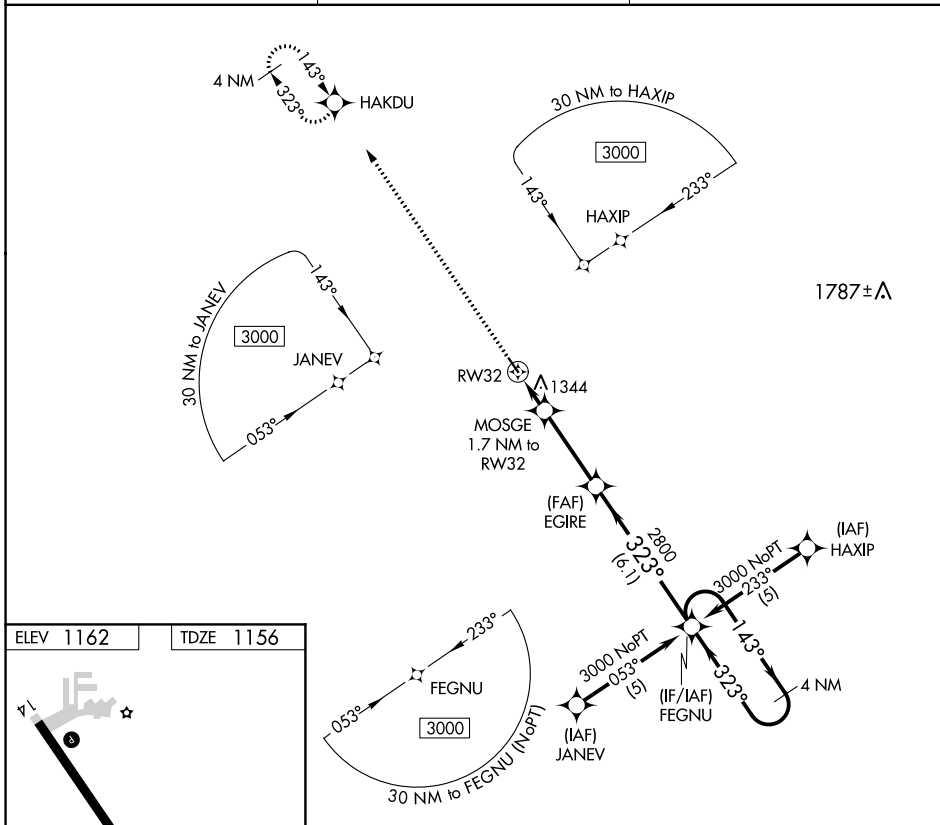 143°
4 NM
323°
HAKDU
30 NM to HAXIP
3000
143°
233°
HAXIP
1787±
30 NM to JANEV
143°
3000
JANEV
053°
RW32
1344
MOSGE
1.7 NM to
RW32
(FAF)
EGIRE
2800
323°
(6.1)
(IAF)
HAXIP
3000 NoPT
233°
(5)
143°
323°
4 NM
3000 NoPT
053°
(5)
(IF/IAF)
FEGNU
(IAF)
JANEV
233°
FEGNU
053°
3000
30 NM to FEGNU (NoPT)
ELEV 1162
TDZE 1156
14
P